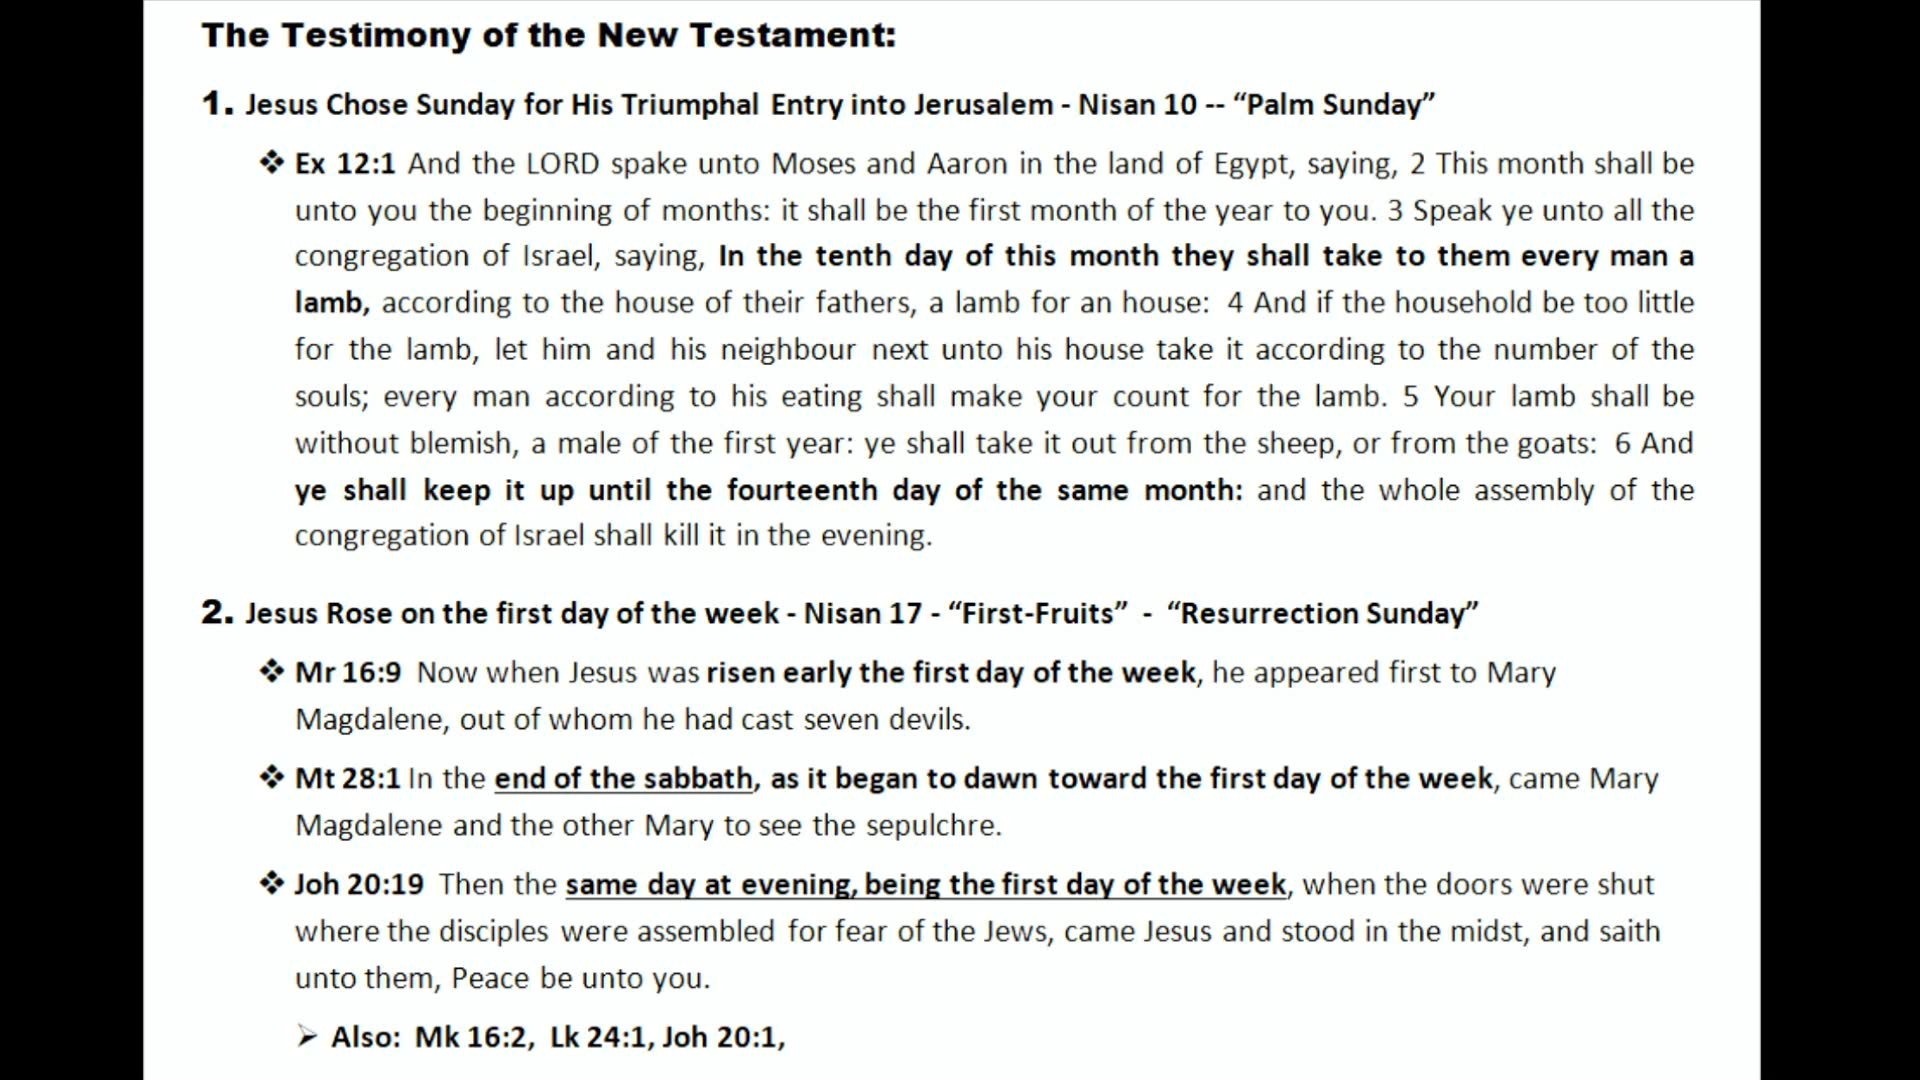 The Testimony of the New Testament:
1. Jesus Chose Sunday for His Triumphal Entry into Jerusalem - Nisan 10 -- “Palm Sunday”
❖ Ex 12:1 And the LORD spake unto Moses and Aaron in the land of Egypt, saying, 2 This month shall be
unto you the beginning of months: it shall be the first month of the year to you. 3 Speak ye unto all the
congregation of Israel, saying, In the tenth day of this month they shall take to them every man a
lamb, according to the house of their fathers, a lamb for an house: 4 And if the household be too little
for the lamb, let him and his neighbour next unto his house take it according to the number of the
souls; every man according to his eating shall make your count for the lamb. 5 Your lamb shall be
without blemish, a male of the first year: ye shall take it out from the sheep, or from the goats: 6 And
ye shall keep it up until the fourteenth day of the same month: and the whole assembly of the
congregation of Israel shall kill it in the evening.
2. Jesus Rose on the first day of the week - Nisan 17 - “First-Fruits” - “Resurrection Sunday”
❖ Mr 16:9 Now when Jesus was risen early the first day of the week, he appeared first to Mary
Magdalene, out of whom he had cast seven devils.
❖ Mt 28:1 In the end of the sabbath, as it began to dawn toward the first day of the week, came Mary
Magdalene and the other Mary to see the sepulchre.
❖ Joh 20:19 Then the same day at evening, being the first day of the week, when the doors were shut
where the disciples were assembled for fear of the Jews, came Jesus and stood in the midst, and saith
unto them, Peace be unto you.
➢ Also: Mk 16:2, Lk 24:1, Joh 20:1,